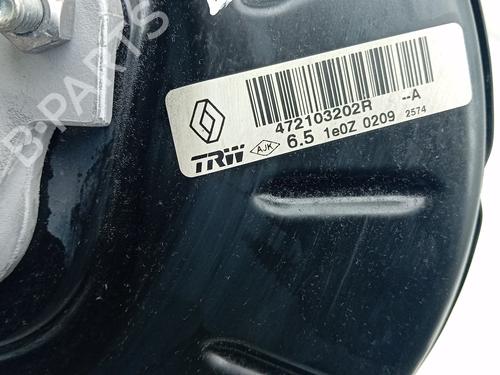 B-PARTS
472103202R --A
TRW AJK 6.5 1e0Z 0209 2574